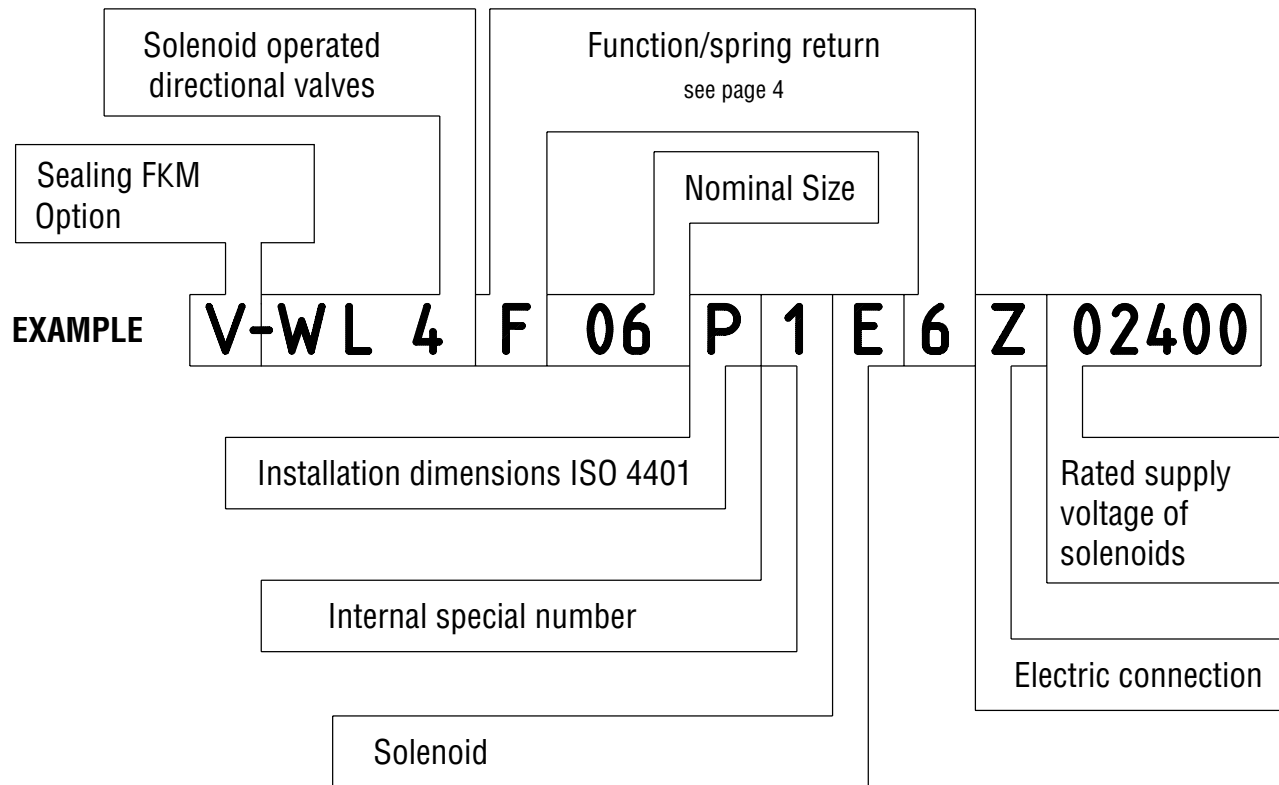 Solenoid operated
directional valves
Function/spring return
see page 4
Sealing FKM
Option
Nominal Size
EXAMPLE
V-WL 4 F 06 P 1 E 6 Z 02400
Installation dimensions ISO 4401
Rated supply
voltage of
solenoids
Internal special number
Electric connection
Solenoid